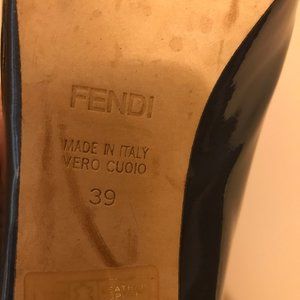 FENDI
MADE IN ITALY
VERO CUOIO
39